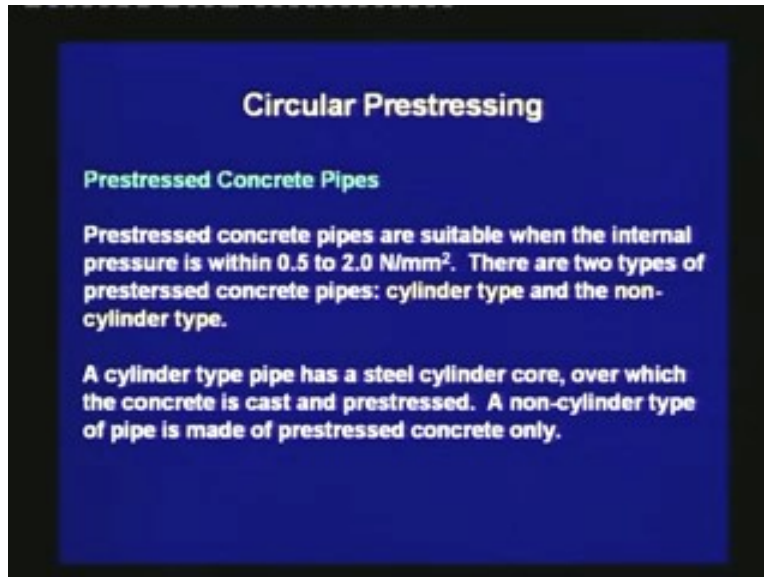 Circular Prestressing
Prestressed Concrete Pipes
Prestressed concrete pipes are suitable when the internal
pressure is within 0.5 to 2.0 N/mm². There are two types of
presterssed concrete pipes: cylinder type and the non-
cylinder type.
A cylinder type pipe has a steel cylinder core, over which
the concrete is cast and prestressed. A non-cylinder type
of pipe is made of prestressed concrete only.